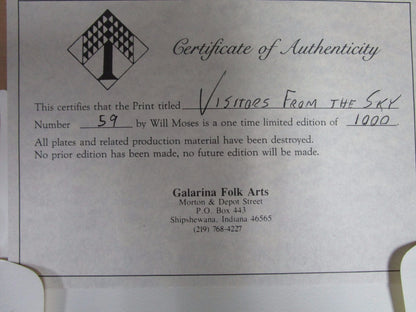 Certificate of Authenticity
This certifies that the Print titled VISITORS FROM THE SKY
Number 59 by Will Moses is a one time limited edition of 1000
All plates and related production material have been destroyed.
No prior edition has been made, no future edition will be made.
Galarina Folk Arts
Morton & Depot Street
P.O. Box 443
Shipshewana, Indiana 46565
(219) 768-4227